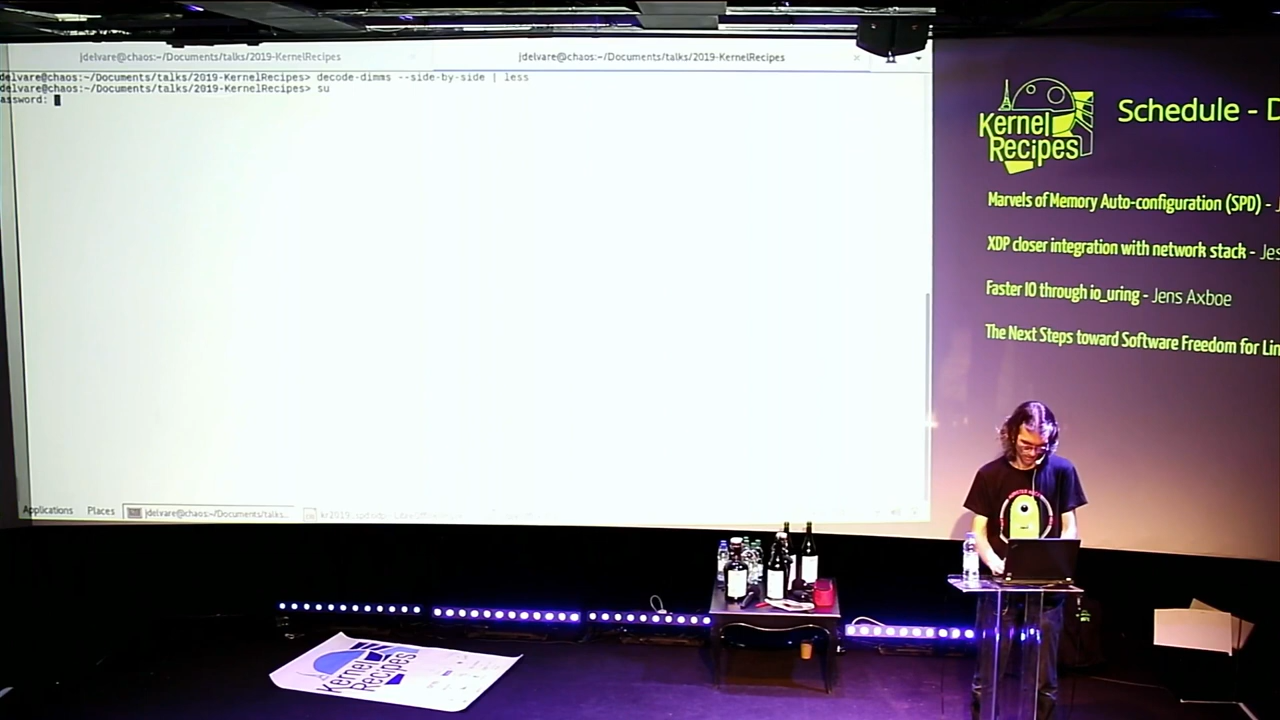 jdelvare@chaos:~/Documents/talks/2019-KernelRecipes
jdelvare@chaos:~/Documents/talks/2019-KernelRecipes
delvare@chaos:~/Documents/talks/2019-KernelRecipes> decode-dimms --side-by-side | less
delvare@chaos:~/Documents/talks/2019-KernelRecipes> su
assword:
Applications Places jdelvare@chaos:~/Documents/talks...
Kernel
Recipes
Schedule - D
Marvels of Memory Auto-configuration (SPD) - J
XDP closer integration with network stack - Jes
Faster IO through io_uring - Jens Axboe
The Next Steps toward Software Freedom for Lin
Kernel
Recipes